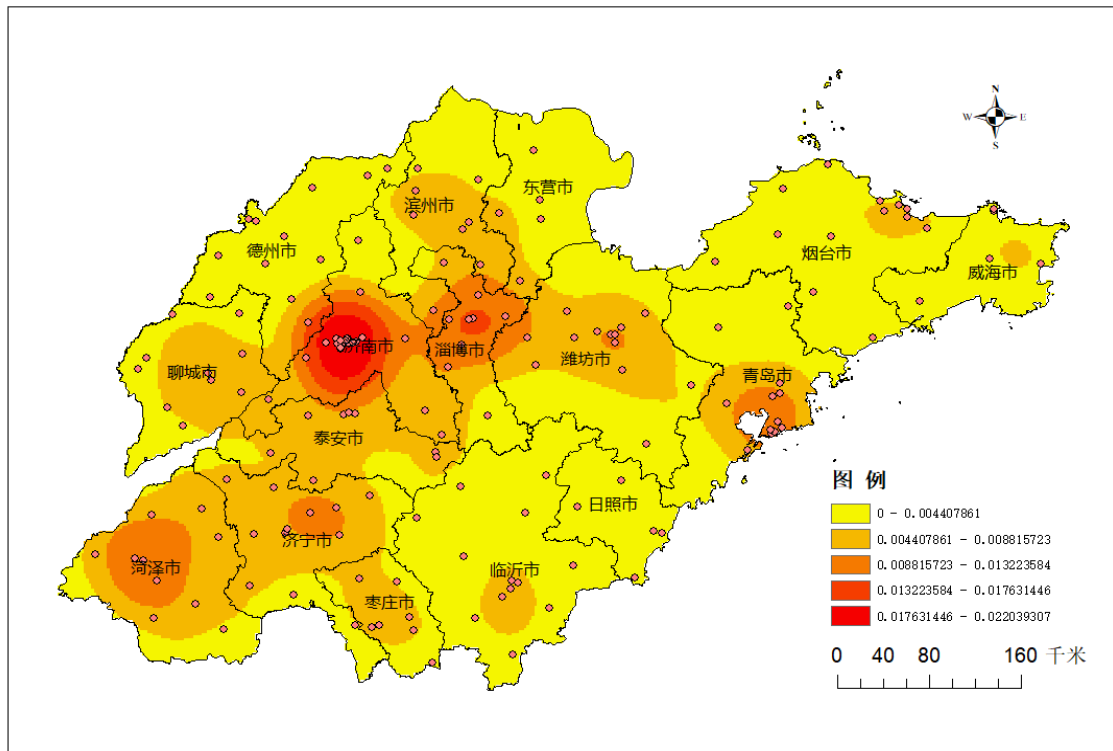 N
W E
S
东营市
滨州市
德州市
烟台市
威海市
济南市
淄博市
潍坊市
聊城市
青岛市
泰安市
日照市
济宁市
菏泽市
临沂市
枣庄市
图 例
0 - 0.004407861
0.004407861 - 0.008815723
0.008815723 - 0.013223584
0.013223584 - 0.017631446
0.017631446 - 0.022039307
0 40 80 160 千米